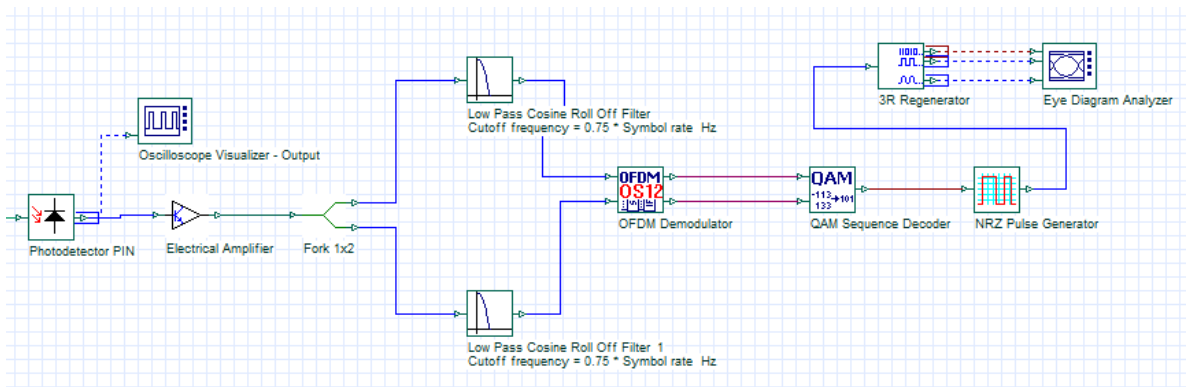 11010...
3R Regenerator
Eye Diagram Analyzer
Low Pass Cosine Roll Off Filter
Cutoff frequency = 0.75 * Symbol rate  Hz
Oscilloscope Visualizer - Output
OFDM
OS12
OFDM Demodulator
QAM
-113
133
101
QAM Sequence Decoder
NRZ Pulse Generator
Photodetector PIN
Electrical Amplifier
Fork 1x2
Low Pass Cosine Roll Off Filter  1
Cutoff frequency = 0.75 * Symbol rate  Hz